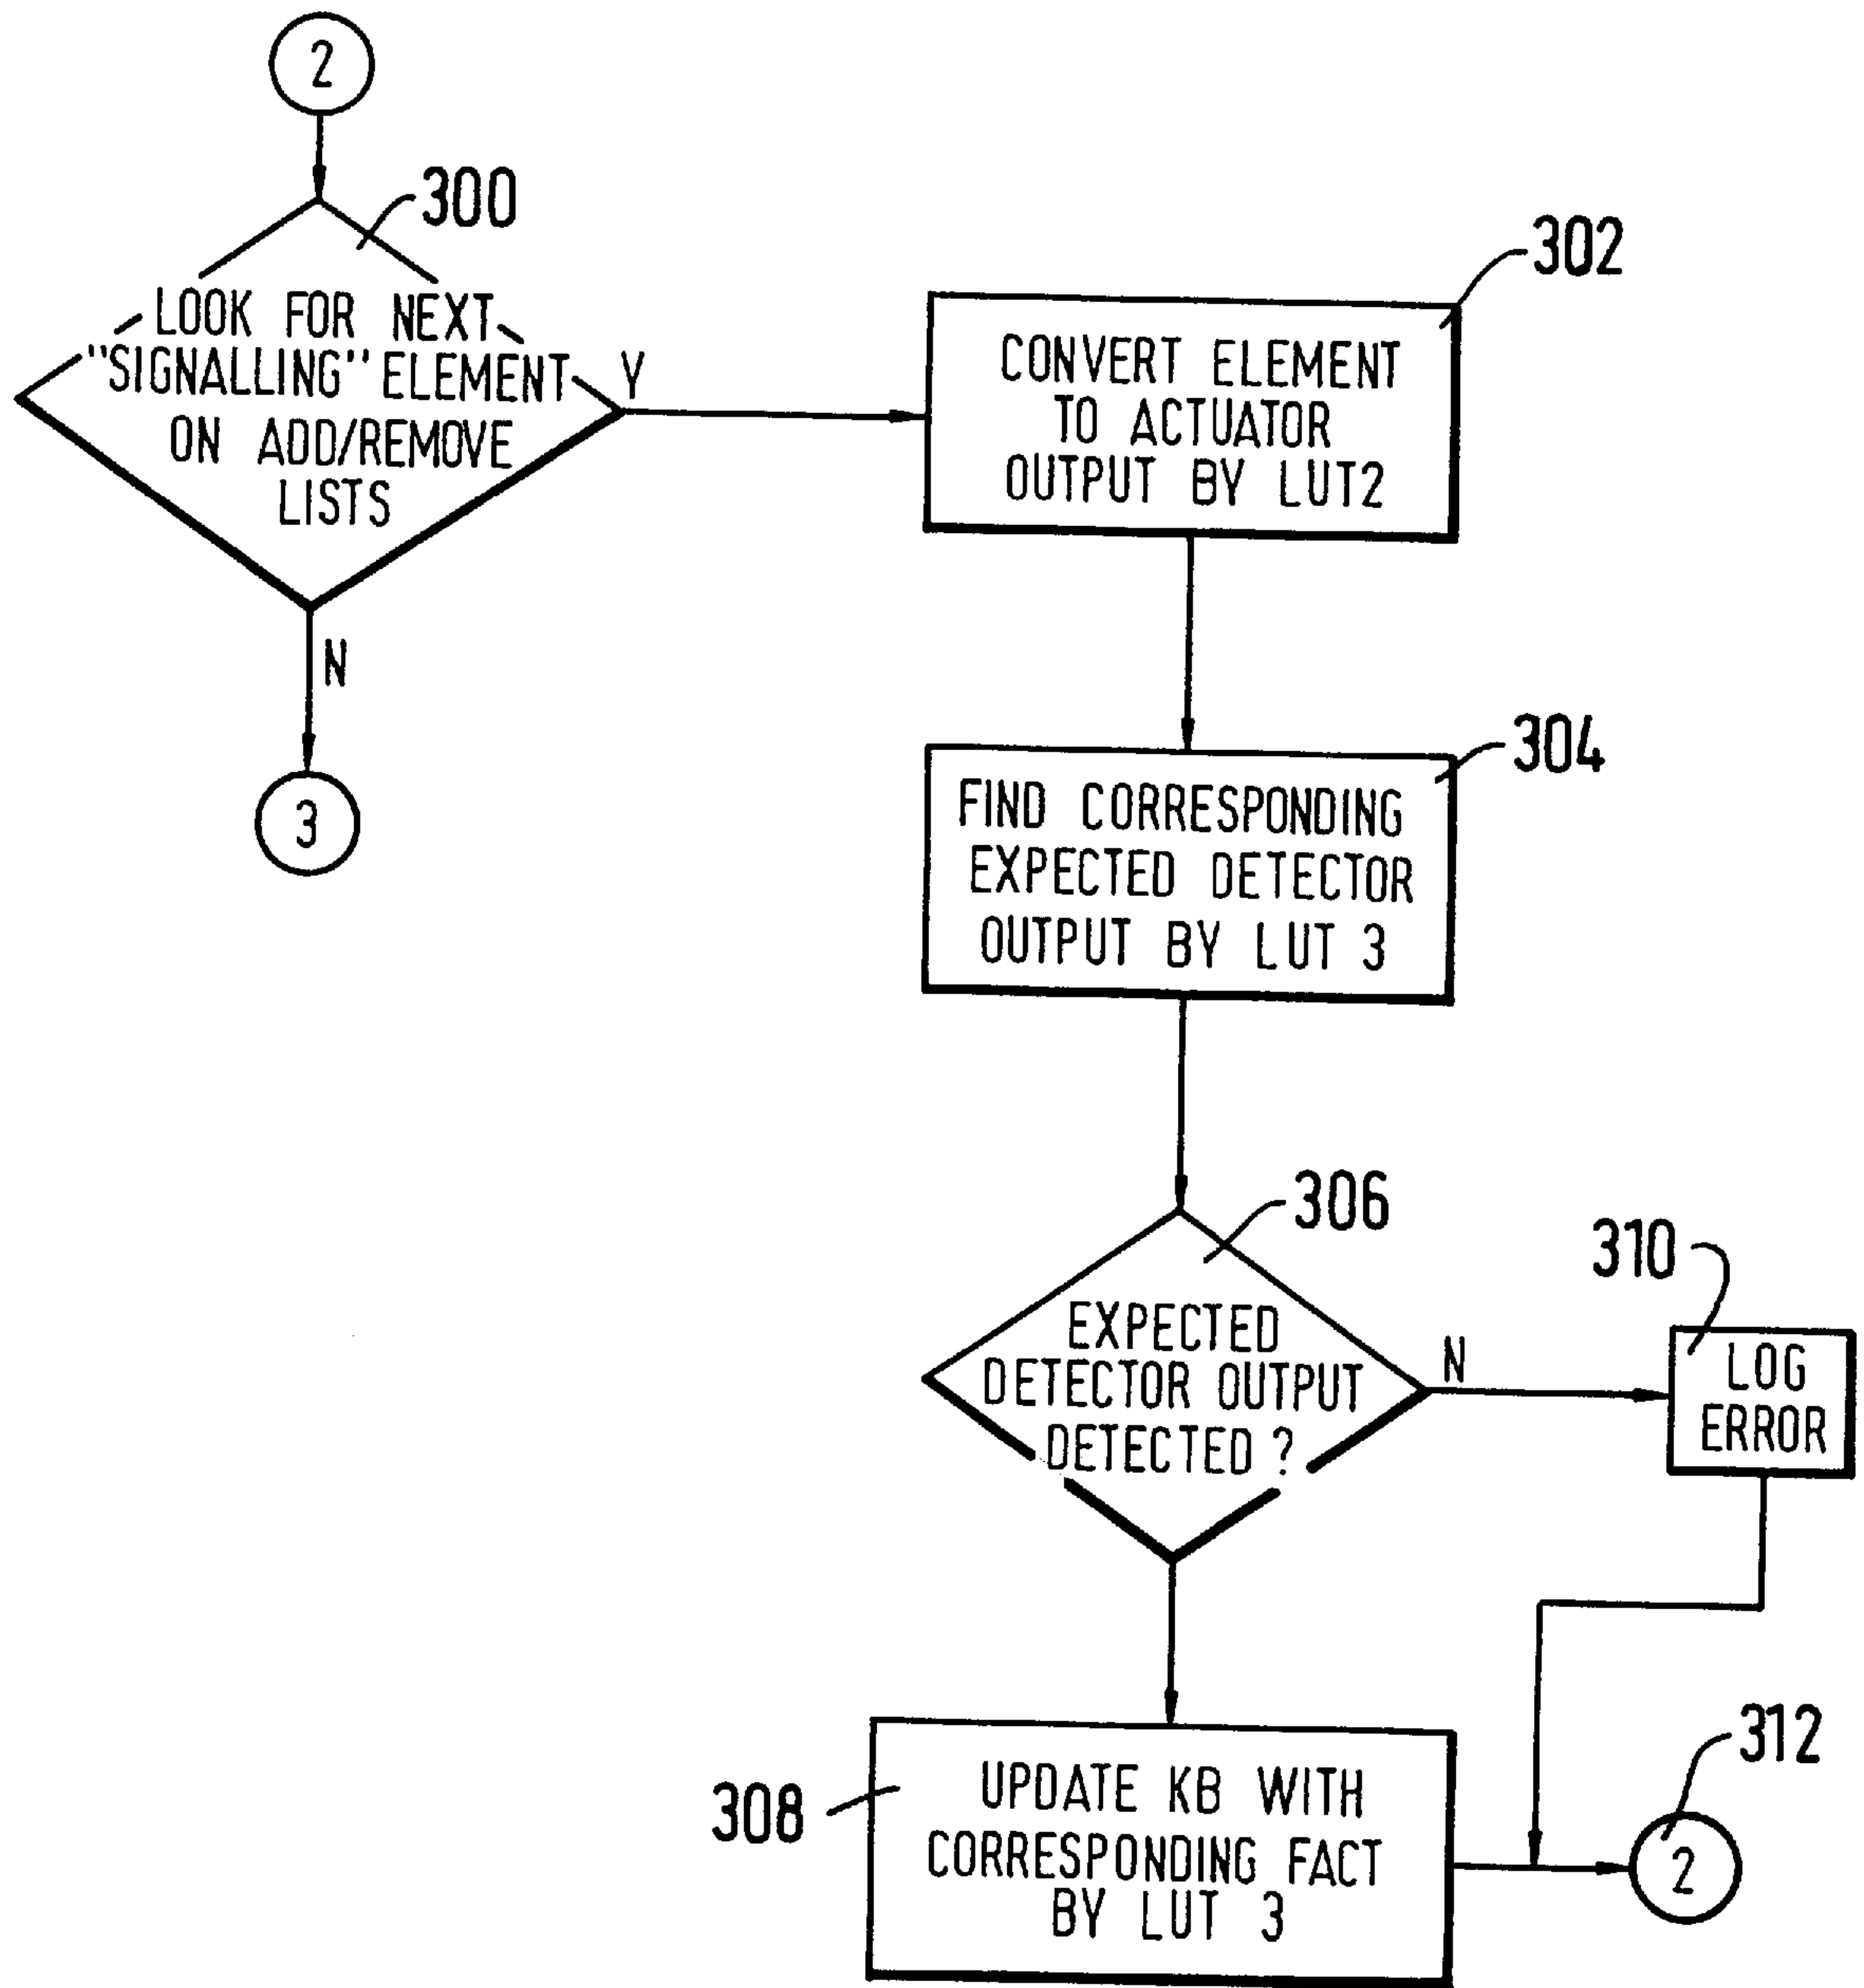 2
300
LOOK FOR NEXT
"SIGNALLING" ELEMENT
ON ADD/REMOVE
LISTS
Y
N
3
302
CONVERT ELEMENT
TO ACTUATOR
OUTPUT BY LUT2
304
FIND CORRESPONDING
EXPECTED DETECTOR
OUTPUT BY LUT 3
306
EXPECTED
DETECTOR OUTPUT
DETECTED ?
N
310
LOG
ERROR
308
UPDATE KB WITH
CORRESPONDING FACT
BY LUT 3
312
2